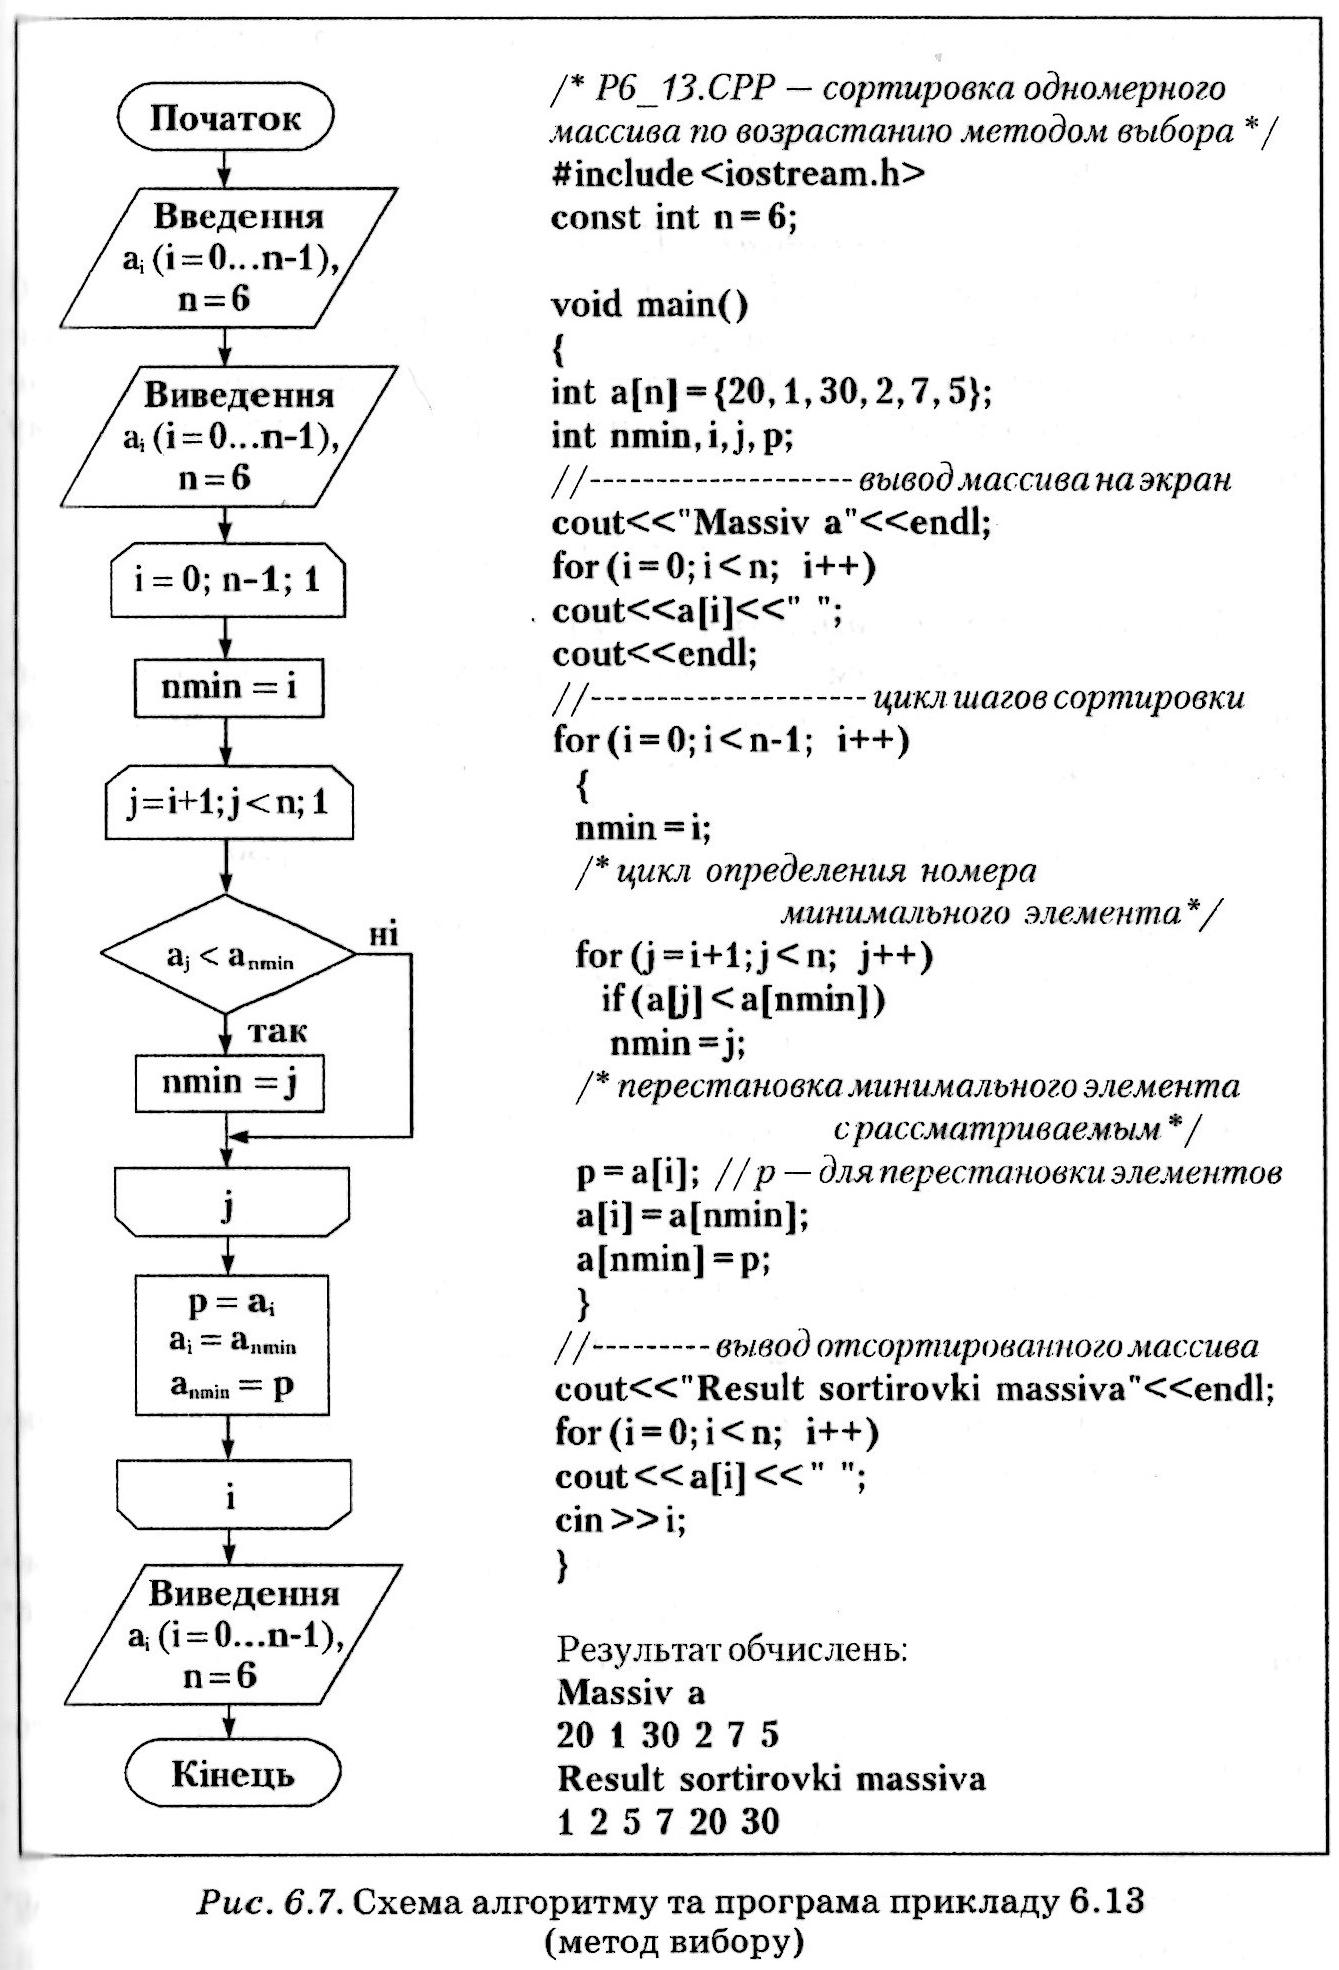 Початок
Введення
aᵢ (i=0...n-1),
n=6
Виведення
aᵢ (i=0...n-1),
n=6
i = 0; n-1; 1
nmin = i
j=i+1;j<n;1
aⱼ < aₙₘᵢₙ
ні
так
nmin = j
j
p = aᵢ
aᵢ = aₙₘᵢₙ
aₙₘᵢₙ = p
i
Виведення
aᵢ (i=0...n-1),
n=6
Кінець
/* P6_13.CPP — сортировка одномерного
массива по возрастанию методом выбора */
#include <iostream.h>
const int n=6;
void main()
{
int a[n]={20,1,30,2,7,5};
int nmin,i,j,p;
//-------------------- вывод массива на экран
cout<<"Massiv a"<<endl;
for(i=0;i<n; i++)
cout<<a[i]<<" ";
cout<<endl;
//--------------------- цикл шагов сортировки
for(i=0;i<n-1; i++)
{
nmin=i;
/* цикл определения номера
минимального элемента */
for(j=i+1;j<n; j++)
if(a[j]<a[nmin])
nmin=j;
/* перестановка минимального элемента
с рассматриваемым */
p=a[i]; //p — для перестановки элементов
a[i]=a[nmin];
a[nmin]=p;
}
//--------- вывод отсортированного массива
cout<<"Result sortirovki massiva"<<endl;
for(i=0;i<n; i++)
cout<<a[i]<<" ";
cin>>i;
}
Результат обчислень:
Massiv a
20 1 30 2 7 5
Result sortirovki massiva
1 2 5 7 20 30
Рис. 6.7. Схема алгоритму та програма прикладу 6.13
(метод вибору)